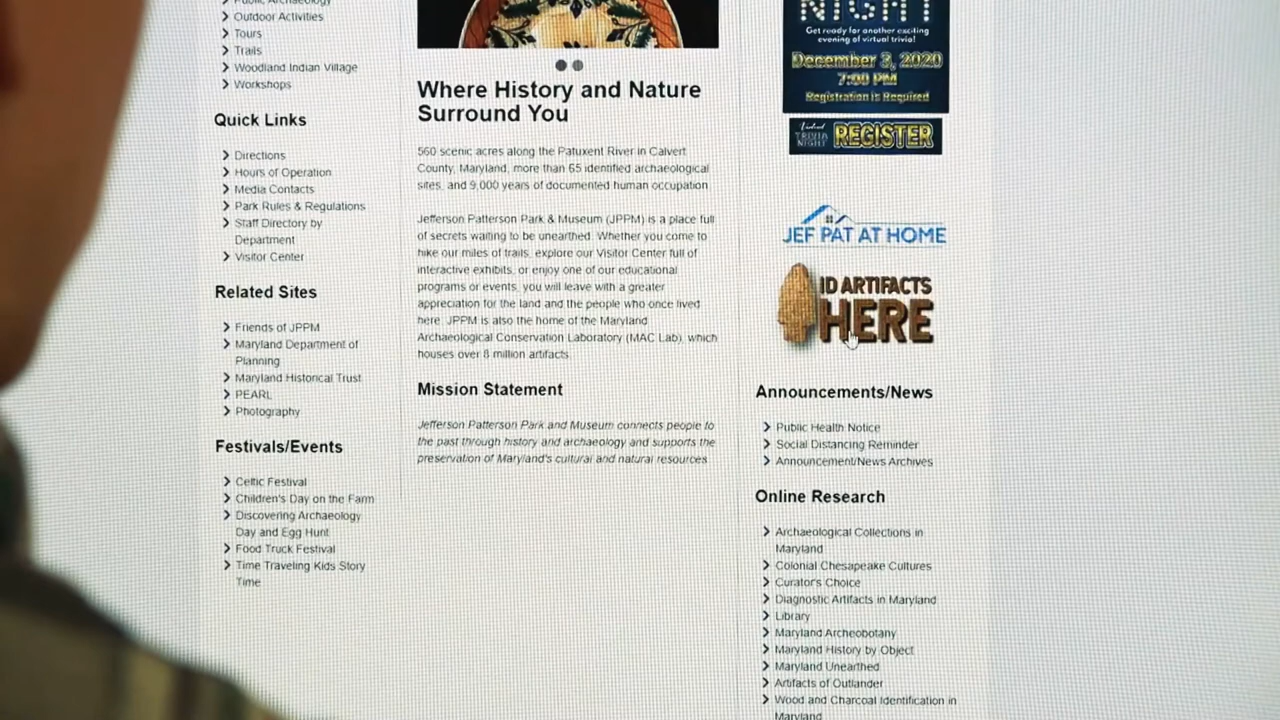 Public Archaeology
Outdoor Activities
Tours
Trails
Woodland Indian Village
Workshops
Quick Links
Directions
Hours of Operation
Media Contacts
Park Rules & Regulations
Staff Directory by
Department
Visitor Center
Related Sites
Friends of JPPM
Maryland Department of
Planning
Maryland Historical Trust
PEARL
Photography
Festivals/Events
Celtic Festival
Children's Day on the Farm
Discovering Archaeology
Day and Egg Hunt
Food Truck Festival
Time Traveling Kids Story
Time
Where History and Nature
Surround You
560 scenic acres along the Patuxent River in Calvert
County, Maryland, more than 65 identified archaeological
sites, and 9,000 years of documented human occupation.
Jefferson Patterson Park & Museum (JPPM) is a place full
of secrets waiting to be unearthed. Whether you come to
hike our miles of trails, explore our Visitor Center full of
interactive exhibits, or enjoy one of our educational
programs or events, you will leave with a greater
appreciation for the land and the people who once lived
here. JPPM is also the home of the Maryland
Archaeological Conservation Laboratory (MAC Lab), which
houses over 8 million artifacts.
Mission Statement
Jefferson Patterson Park and Museum connects people to
the past through history and archaeology and supports the
preservation of Maryland's cultural and natural resources.
NIGHT
Get ready for another exciting
evening of virtual trivia!
December 3, 2020
7:00 PM
Registration is Required
Virtual
TRIVIA
NIGHT
REGISTER
JEF PAT AT HOME
ID ARTIFACTS
HERE
Announcements/News
Public Health Notice
Social Distancing Reminder
Announcement/News Archives
Online Research
Archaeological Collections in
Maryland
Colonial Chesapeake Cultures
Curator's Choice
Diagnostic Artifacts in Maryland
Library
Maryland Archeobotany
Maryland History by Object
Maryland Unearthed
Artifacts of Outlander
Wood and Charcoal Identification in
Maryland